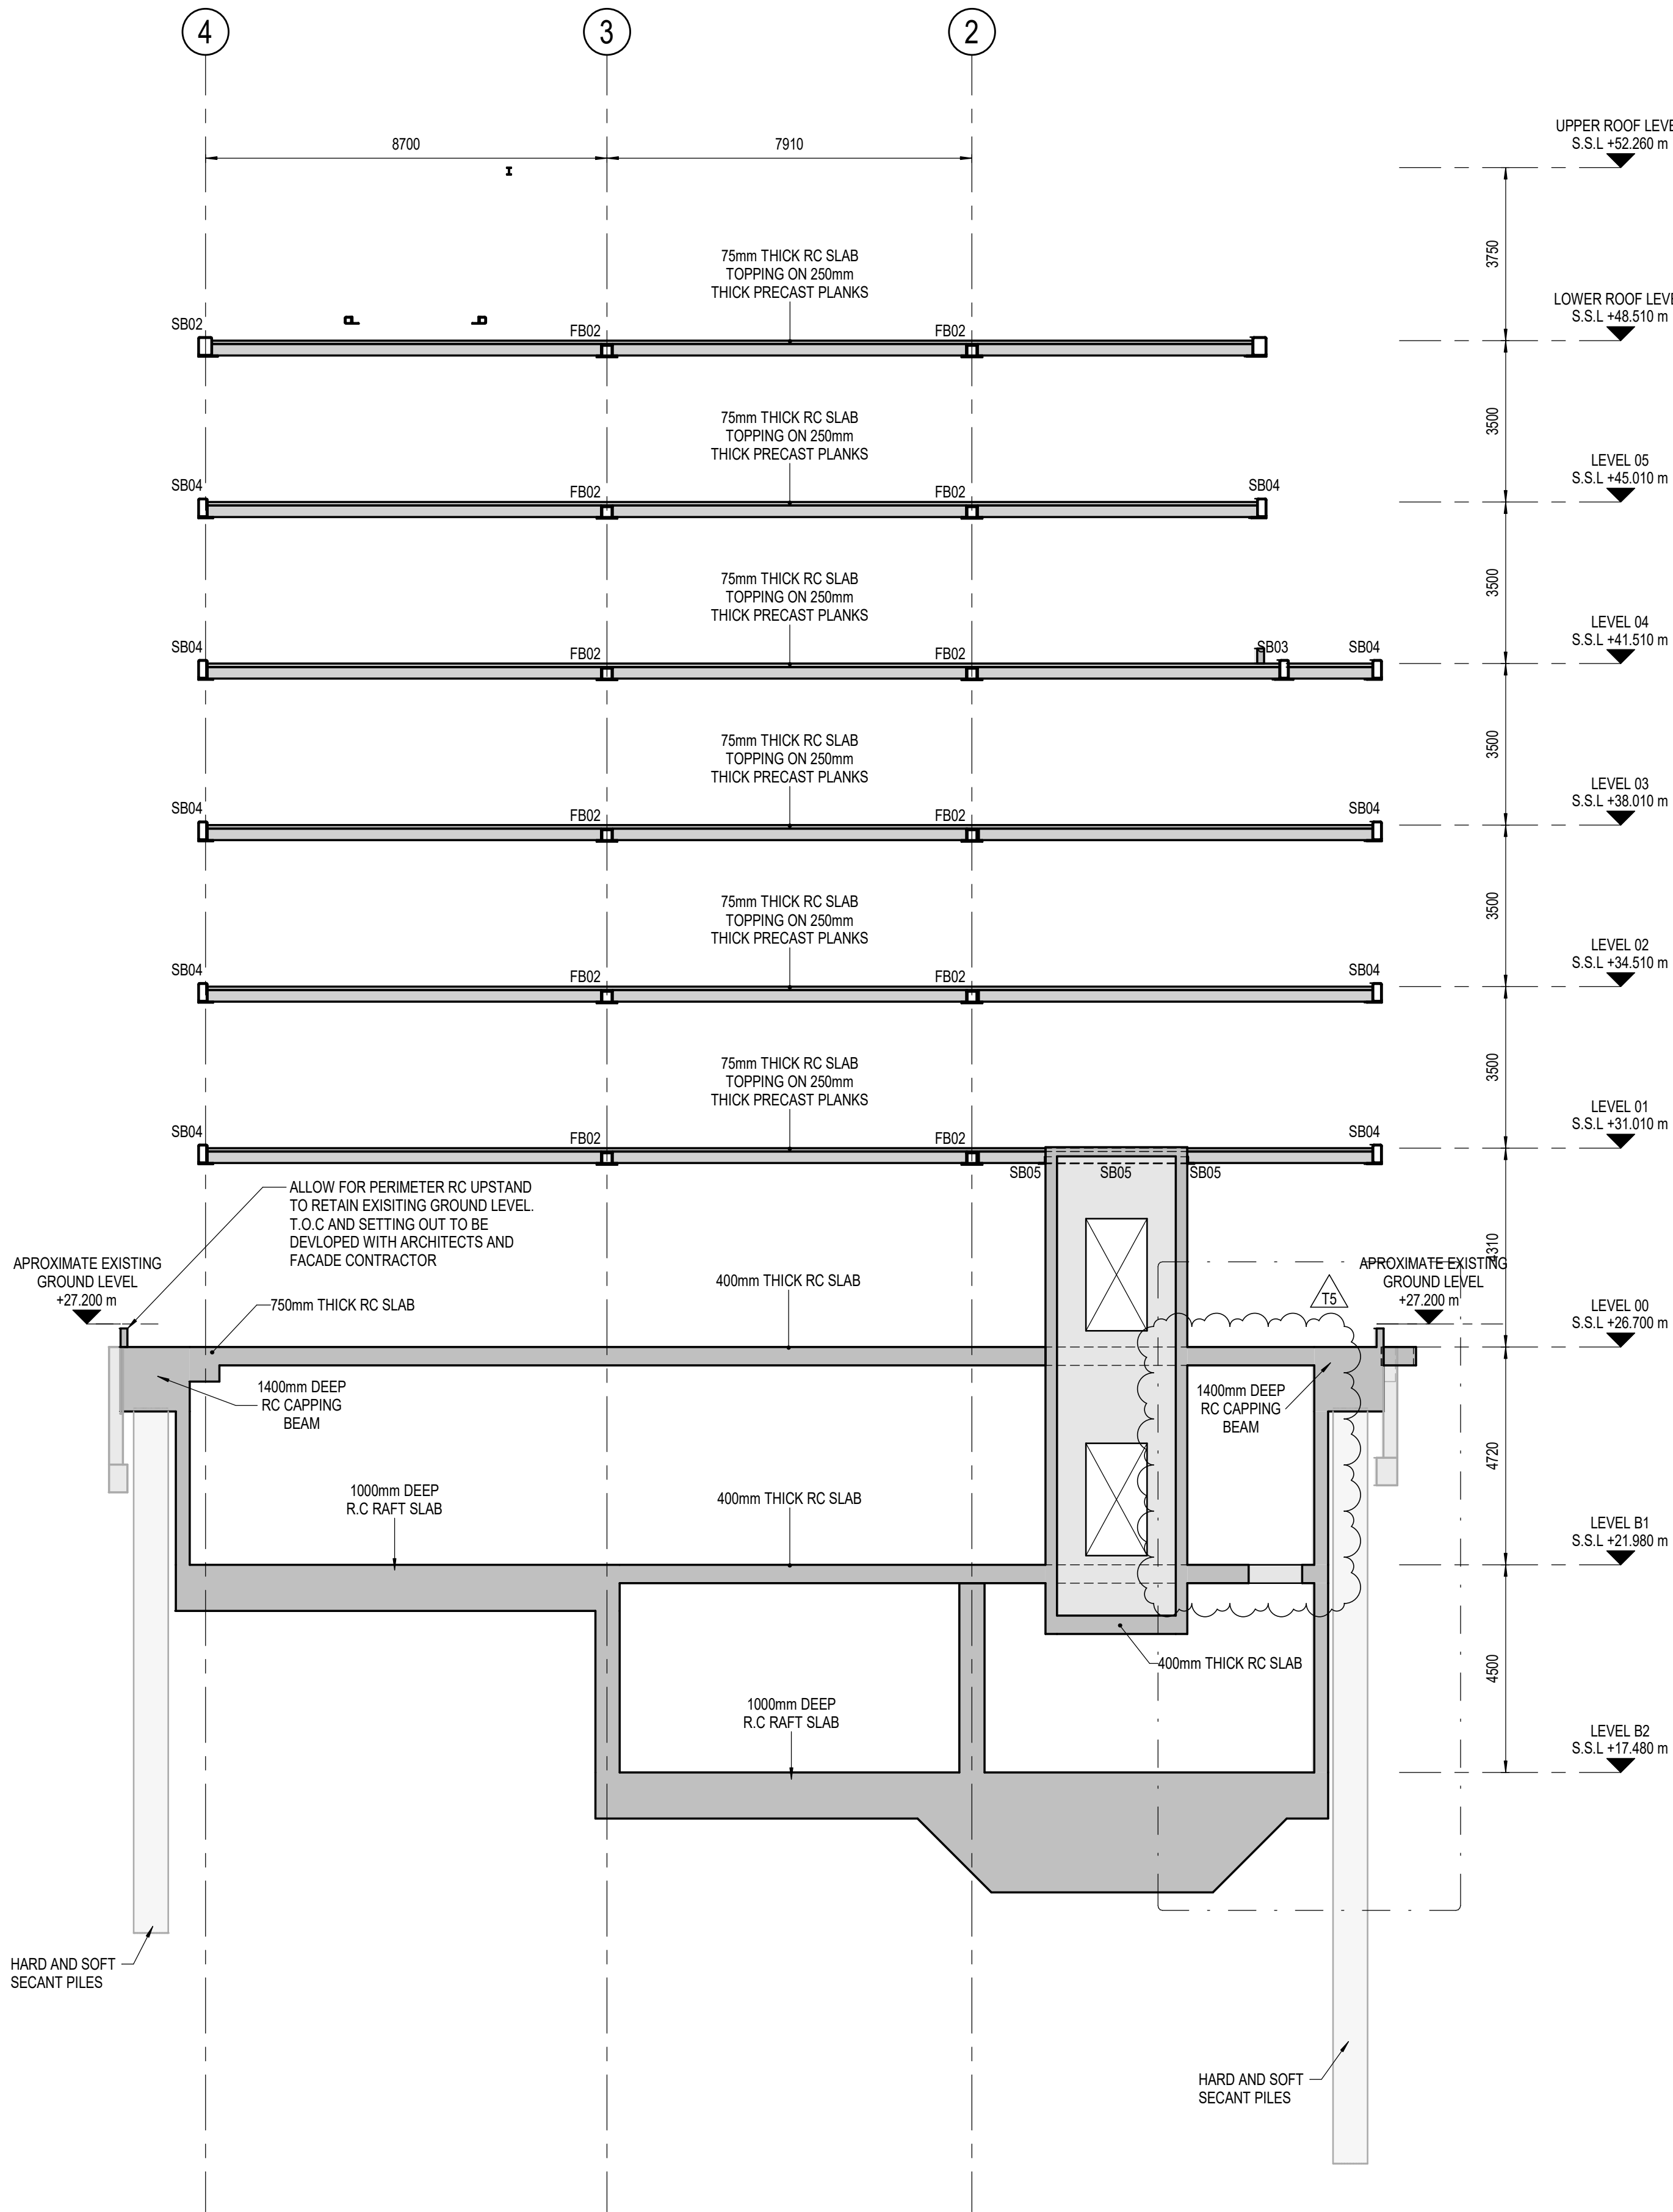 4
3
2
8700
7910
UPPER ROOF LEVE
S.S.L +52.260 m
3750
75mm THICK RC SLAB
TOPPING ON 250mm
THICK PRECAST PLANKS
LOWER ROOF LEVE
S.S.L +48.510 m
SB02
FB02
FB02
3500
75mm THICK RC SLAB
TOPPING ON 250mm
THICK PRECAST PLANKS
LEVEL 05
S.S.L +45.010 m
SB04
FB02
FB02
SB04
3500
75mm THICK RC SLAB
TOPPING ON 250mm
THICK PRECAST PLANKS
LEVEL 04
S.S.L +41.510 m
SB04
FB02
FB02
SB03
SB04
3500
75mm THICK RC SLAB
TOPPING ON 250mm
THICK PRECAST PLANKS
LEVEL 03
S.S.L +38.010 m
SB04
FB02
FB02
SB04
3500
75mm THICK RC SLAB
TOPPING ON 250mm
THICK PRECAST PLANKS
LEVEL 02
S.S.L +34.510 m
SB04
FB02
FB02
SB04
3500
75mm THICK RC SLAB
TOPPING ON 250mm
THICK PRECAST PLANKS
LEVEL 01
S.S.L +31.010 m
SB04
FB02
FB02
SB04
SB05
SB05
SB05
ALLOW FOR PERIMETER RC UPSTAND
TO RETAIN EXISITING GROUND LEVEL.
T.O.C AND SETTING OUT TO BE
DEVLOPED WITH ARCHITECTS AND
FACADE CONTRACTOR
4310
APROXIMATE EXISTING
GROUND LEVEL
+27.200 m
APROXIMATE EXISTING
GROUND LEVEL
+27.200 m
400mm THICK RC SLAB
T5
750mm THICK RC SLAB
LEVEL 00
S.S.L +26.700 m
1400mm DEEP
RC CAPPING
BEAM
1400mm DEEP
RC CAPPING
BEAM
4720
1000mm DEEP
R.C RAFT SLAB
400mm THICK RC SLAB
LEVEL B1
S.S.L +21.980 m
400mm THICK RC SLAB
4500
1000mm DEEP
R.C RAFT SLAB
LEVEL B2
S.S.L +17.480 m
HARD AND SOFT
SECANT PILES
HARD AND SOFT
SECANT PILES